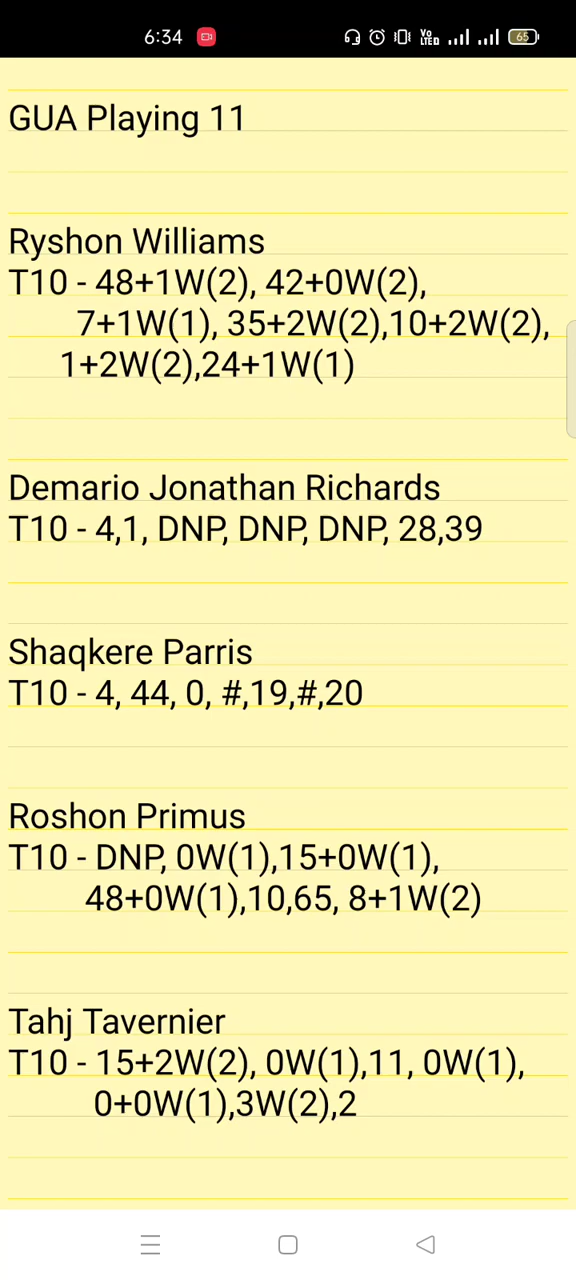 6:34
VO LTED
65
GUA Playing 11
Ryshon Williams
T10 - 48+1W(2), 42+0W(2),
7+1W(1), 35+2W(2),10+2W(2),
1+2W(2),24+1W(1)
Demario Jonathan Richards
T10 - 4,1, DNP, DNP, DNP, 28,39
Shaqkere Parris
T10 - 4, 44, 0, #,19,#,20
Roshon Primus
T10 - DNP, 0W(1),15+0W(1),
48+0W(1),10,65, 8+1W(2)
Tahj Tavernier
T10 - 15+2W(2), 0W(1),11, 0W(1),
0+0W(1),3W(2),2